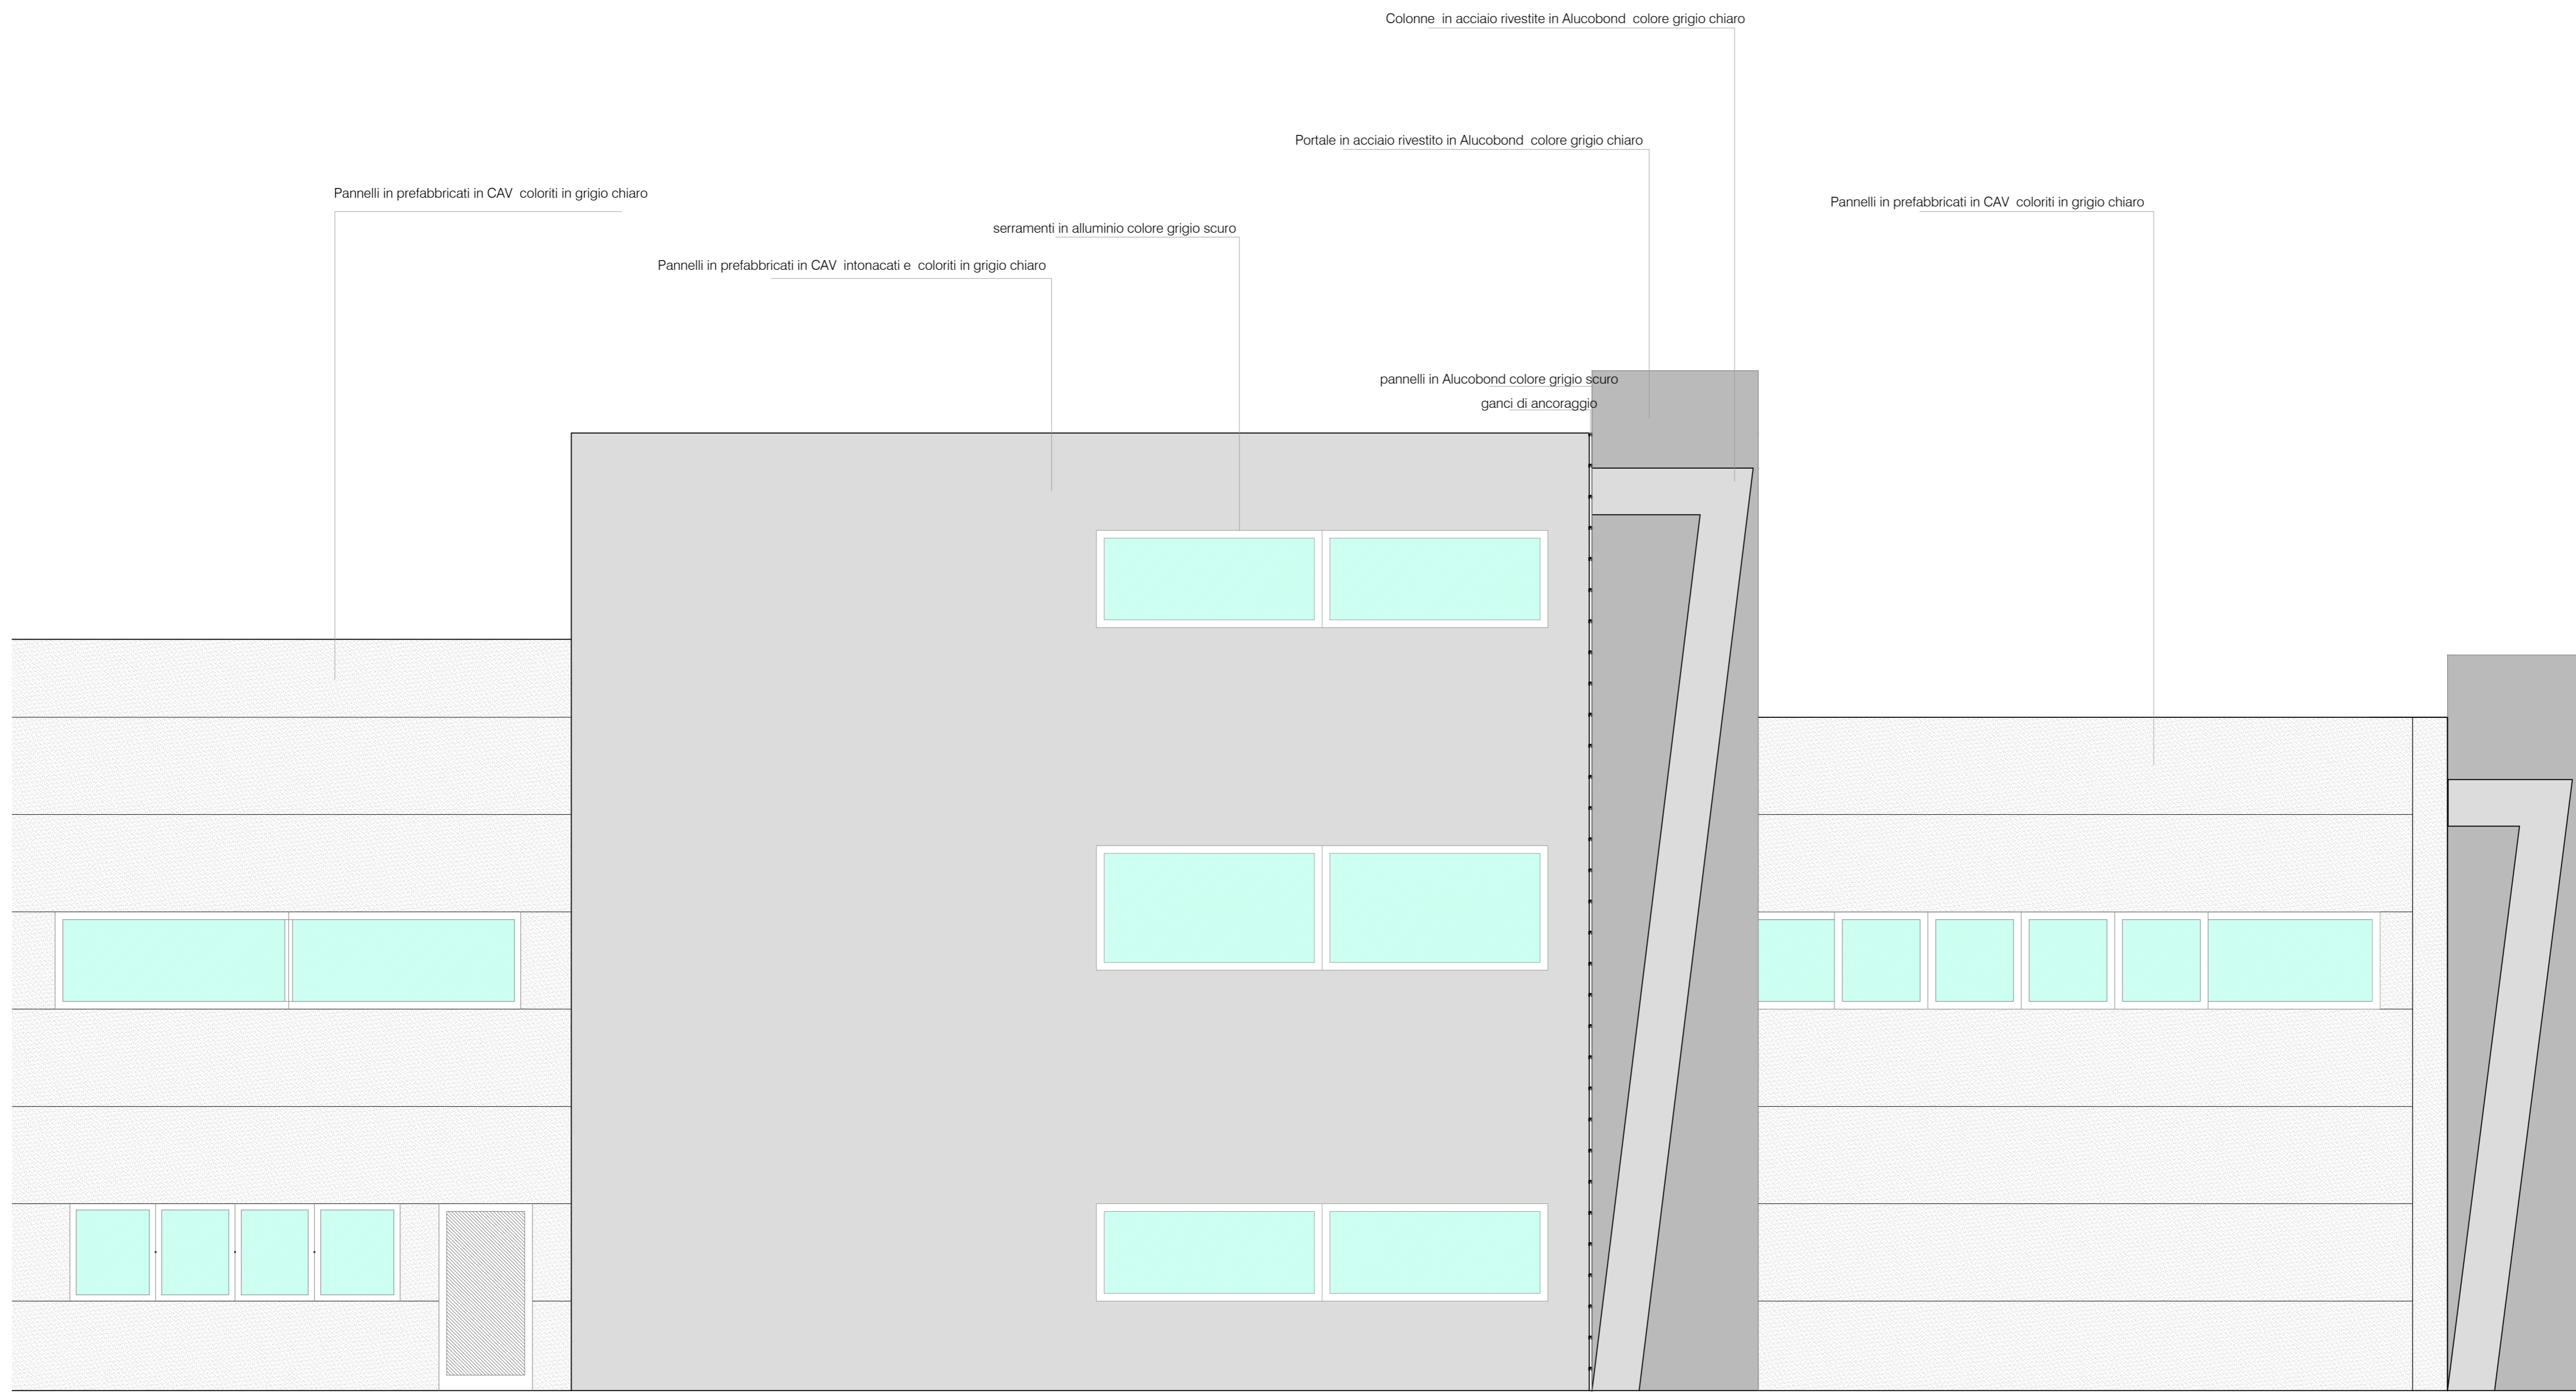 Colonne in acciaio rivestite in Alucobond colore grigio chiaro
Portale in acciaio rivestito in Alucobond colore grigio chiaro
Pannelli in prefabbricati in CAV coloriti in grigio chiaro
Pannelli in prefabbricati in CAV coloriti in grigio chiaro
serramenti in alluminio colore grigio scuro
Pannelli in prefabbricati in CAV intonacati e coloriti in grigio chiaro
pannelli in Alucobond colore grigio scuro
ganci di ancoraggio